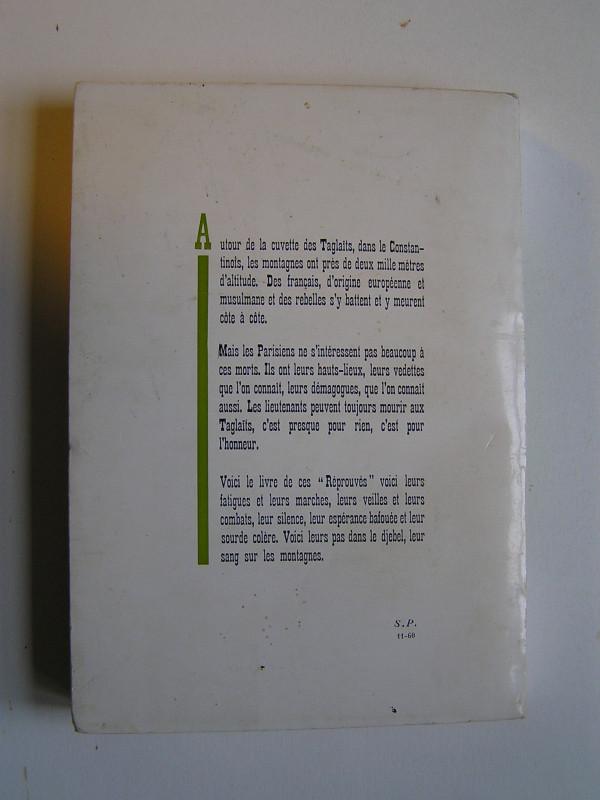 Autour de la cuvette des Taglaïts, dans le Constan-
tinois, les montagnes ont près de deux mille mètres
d'altitude. Des français, d'origine européenne et
musulmane et des rebelles s'y battent et y meurent
côte à côte.
Mais les Parisiens ne s'intéressent pas beaucoup à
ces morts. Ils ont leurs hauts-lieux, leurs vedettes
que l'on connaît, leurs démagogues, que l'on connaît
aussi. Les lieutenants peuvent toujours mourir aux
Taglaïts, c'est presque pour rien, c'est pour
l'honneur.
Voici le livre de ces "Réprouvés" voici leurs
fatigues et leurs marches, leurs veilles et leurs
combats, leur silence, leur espérance bafouée et leur
sourde colère. Voici leurs pas dans le djebel, leur
sang sur les montagnes.
S.P.
11-60